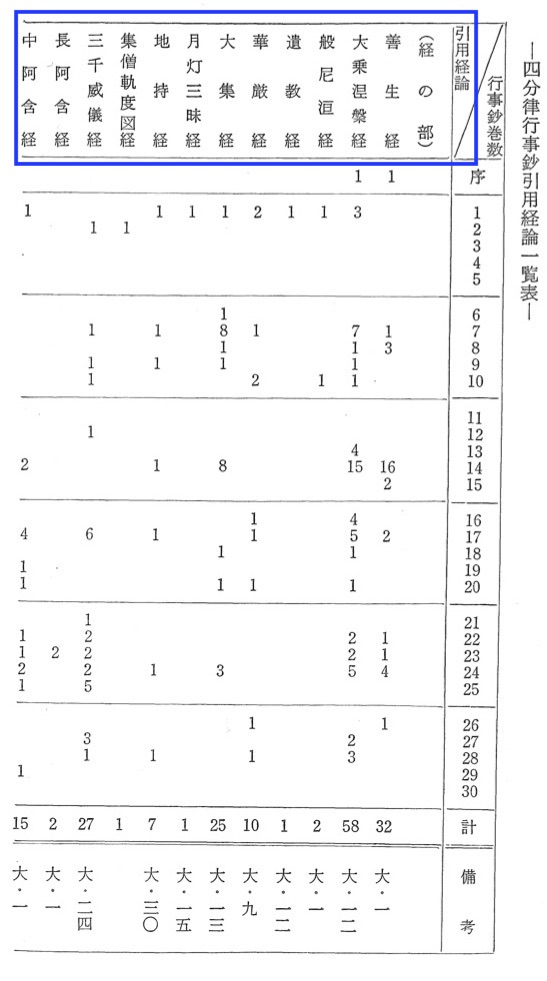 ―四分律行事鈔引用経論一覧表―
行事鈔巻数
引用経論
序 1 2 3 4 5 6 7 8 9 10 11 12 13 14 15 16 17 18 19 20 21 22 23 24 25 26 27 28 29 30 計 備考
(経の部)
善生経 1 1 3 16 2 2 1 1 4 1 32 大・一
大乗涅槃経 1 3 7 1 1 1 4 15 4 5 1 1 2 2 5 2 3 58 大・一二
般尼洹経 1 1 2 大・一
遺教経 1 1 大・一二
華厳経 2 1 2 1 1 1 1 1 10 大・九
大集経 1 1 8 1 1 8 1 1 3 25 大・一三
月灯三昧経 1 1 大・一五
地持経 1 1 1 1 1 1 1 7 大・三〇
集僧軌度図経 1 1
三千威儀経 1 1 1 1 1 6 1 2 2 2 5 3 1 27 大・二四
長阿含経 2 2 大・一
中阿含経 1 2 4 1 1 1 1 2 1 1 15 大・一